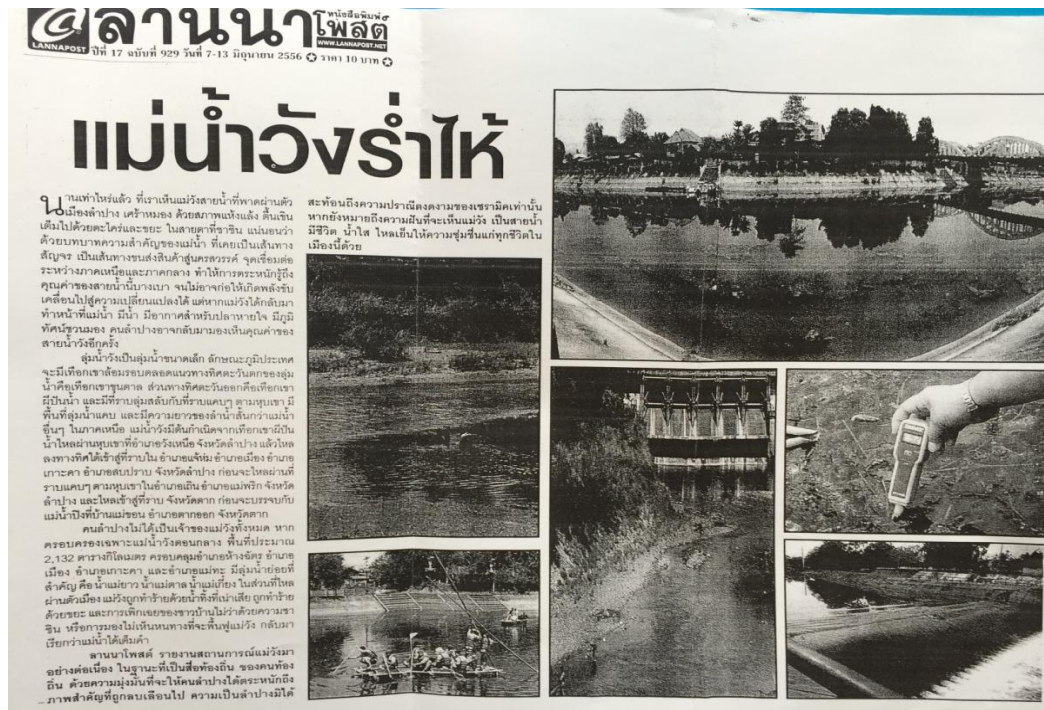 @ลานนา
โพสต์
หนังสือพิมพ์
WWW.LANNAPOST.NET
LANNAPOST
ปีที่ 17 ฉบับที่ 929 วันที่ 7-13 มิถุนายน 2556 ✪ ราคา 10 บาท ✪
แม่น้ำวังร่ำไห้
นานเท่าไหร่แล้ว ที่เราเห็นแม่วังสายน้ำที่พาดผ่านตัว
เมืองลำปาง เศร้าหมอง ด้วยสภาพแห้งแล้ง ตื้นเขิน
เต็มไปด้วยตะไคร่และขยะ ในสายตาที่ชาชิน แน่นอนว่า
ด้วยบทบาทความสำคัญของแม่น้ำ ที่เคยเป็นเส้นทาง
สัญจร เป็นเส้นทางขนส่งสินค้าสู่นครสวรรค์ จุดเชื่อมต่อ
ระหว่างภาคเหนือและภาคกลาง ทำให้การตระหนักรู้ถึง
คุณค่าของสายน้ำนี้บางเบา จนไม่อาจก่อให้เกิดพลังขับ
เคลื่อนไปสู่ความเปลี่ยนแปลงได้ แต่หากแม่วังได้กลับมา
ทำหน้าที่แม่น้ำ มีน้ำ มีอากาศสำหรับปลาหายใจ มีภูมิ
ทัศน์ชวนมอง คนลำปางอาจกลับมามองเห็นคุณค่าของ
สายน้ำวังอีกครั้ง
ลุ่มน้ำวังเป็นลุ่มน้ำขนาดเล็ก ลักษณะภูมิประเทศ
จะมีเทือกเขาล้อมรอบตลอดแนวทางทิศตะวันตกของลุ่ม
น้ำคือเทือกเขาขุนตาล ส่วนทางทิศตะวันออกคือเทือกเขา
ผีปันน้ำ และมีที่ราบลุ่มสลับกับที่ราบแคบๆ ตามหุบเขา มี
พื้นที่ลุ่มน้ำแคบ และมีความยาวของลำน้ำสั้นกว่าแม่น้ำ
อื่นๆ ในภาคเหนือ แม่น้ำวังมีต้นกำเนิดจากเทือกเขาผีปัน
น้ำไหลผ่านหุบเขาที่อำเภอวังเหนือ จังหวัดลำปาง แล้วไหล
ลงทางทิศใต้เข้าสู่ที่ราบใน อำเภอแจ้ห่ม อำเภอเมือง อำเภอ
เกาะคา อำเภอสบปราบ จังหวัดลำปาง ก่อนจะไหลผ่านที่
ราบแคบๆ ตามหุบเขาในอำเภอเถิน อำเภอแม่พริก จังหวัด
ลำปาง และไหลเข้าสู่ที่ราบ จังหวัดตาก ก่อนจะบรรจบกับ
แม่น้ำปิงที่บ้านแม่ขอน อำเภอตากออก จังหวัดตาก
คนลำปางไม่ได้เป็นเจ้าของแม่วังทั้งหมด หาก
ครอบครองเฉพาะแม่น้ำวังตอนกลาง พื้นที่ประมาณ
2,132 ตารางกิโลเมตร ครอบคลุมอำเภอห้างฉัตร อำเภอ
เมือง อำเภอเกาะคา และอำเภอแม่ทะ มีลุ่มน้ำย่อยที่
สำคัญ คือ น้ำแม่ยาว น้ำแม่ตาล น้ำแม่เกี๋ยง ในส่วนที่ไหล
ผ่านตัวเมือง แม่วังถูกทำร้ายด้วยน้ำทิ้งที่เน่าเสีย ถูกทำร้าย
ด้วยขยะ และการเพิกเฉยของชาวบ้านไม่ว่าด้วยความชา
ชิน หรือการมองไม่เห็นหนทางที่จะฟื้นฟูแม่วัง กลับมา
เรียกว่าแม่น้ำได้เต็มคำ
ลานนาโพสต์ รายงานสถานการณ์แม่วังมา
อย่างต่อเนื่อง ในฐานะที่เป็นสื่อท้องถิ่น ของคนท้อง
ถิ่น ด้วยความมุ่งมั่นที่จะให้คนลำปางได้ตระหนักถึง
ภาพสำคัญที่ถูกลบเลือนไป ความเป็นลำปางมิได้
สะท้อนถึงความปราณีตงดงามของเซรามิคเท่านั้น
หากยังหมายถึงความฝันที่จะเห็นแม่วัง เป็นสายน้ำ
มีชีวิต น้ำใส ไหลเย็นให้ความชุ่มชื่นแก่ทุกชีวิตใน
เมืองนี้ด้วย